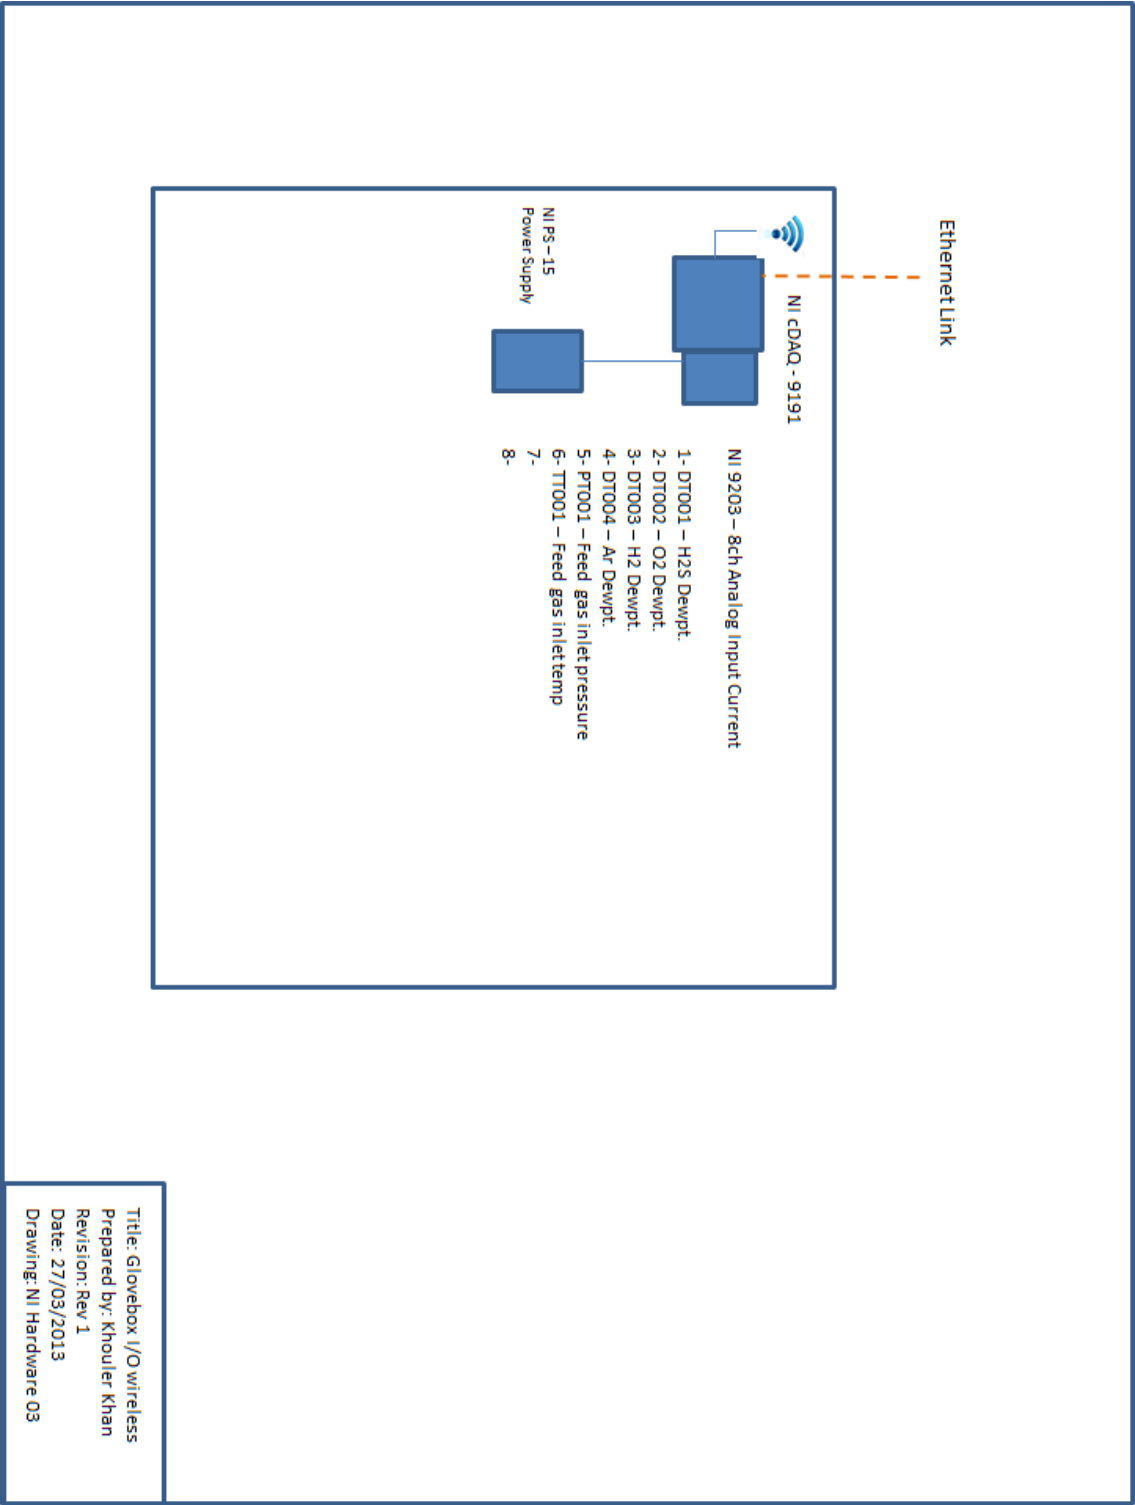 Ethernet Link
NI cDAQ - 9191
NI 9203 – 8ch Analog Input Current
1- DT001 – H2S Dewpt.
2- DT002 – O2 Dewpt.
3- DT003 – H2 Dewpt.
4- DT004 – Ar Dewpt.
5- PT001 – Feed gas inlet pressure
6- TT001 – Feed gas inlet temp
7-
8-
NI PS – 15
Power Supply
Title: Glovebox I/O wireless
Prepared by: Khouler Khan
Revision: Rev 1
Date: 27/03/2013
Drawing: NI Hardware 03